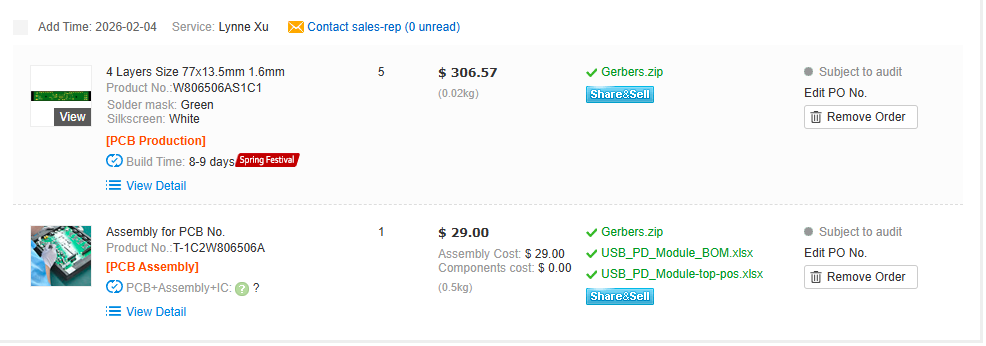 Add Time: 2026-02-04 Service: Lynne Xu Contact sales-rep (0 unread)
4 Layers Size 77x13.5mm 1.6mm 5 $ 306.57 Gerbers.zip Subject to audit
Product No.:W806506AS1C1 (0.02kg) Share&Sell Edit PO No.
Solder mask: Green
Silkscreen: White
View
Remove Order
[PCB Production]
Build Time: 8-9 days Spring Festival
View Detail
Assembly for PCB No. 1 $ 29.00 Gerbers.zip Subject to audit
Product No.:T-1C2W806506A Assembly Cost: $ 29.00 USB_PD_Module_BOM.xlsx Edit PO No.
[PCB Assembly] Components cost: $ 0.00 USB_PD_Module-top-pos.xlsx Remove Order
PCB+Assembly+IC: ? ? (0.5kg) Share&Sell
View Detail